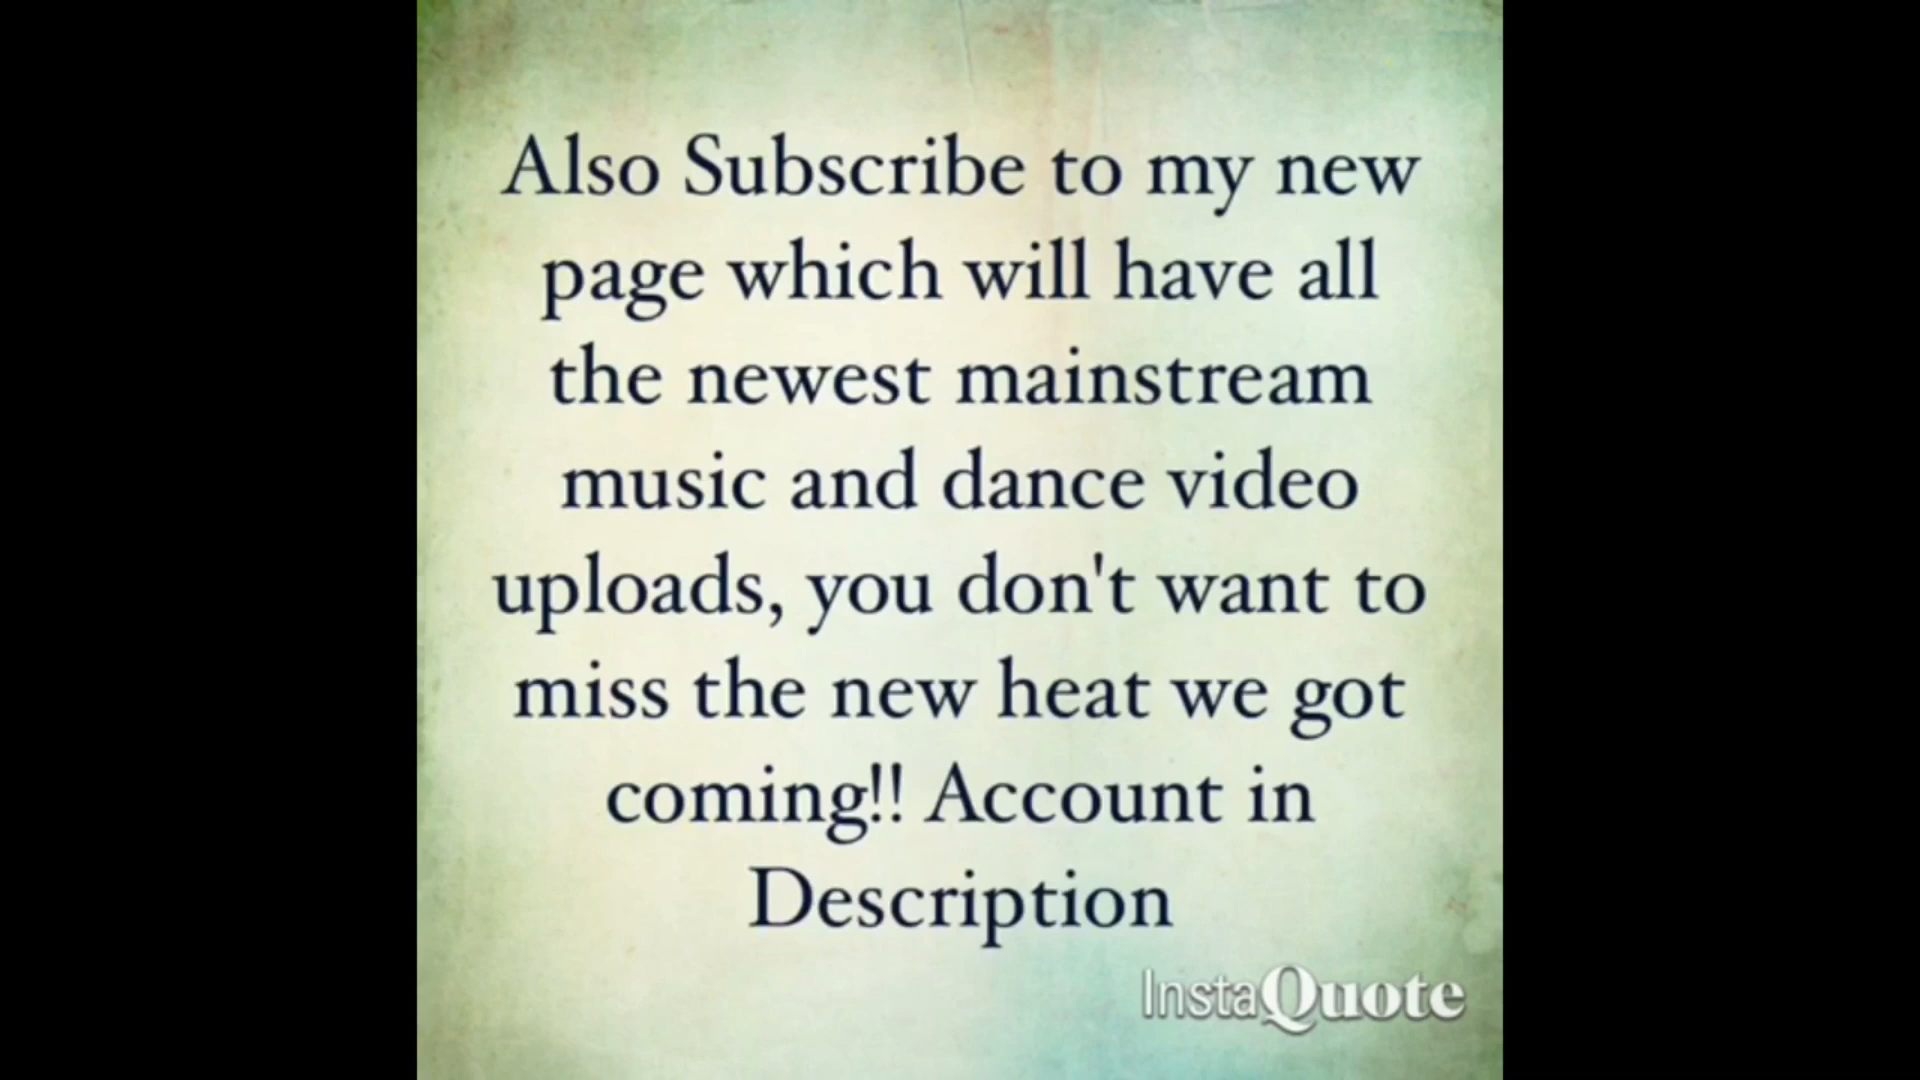 Also Subscribe to my new
page which will have all
the newest mainstream
music and dance video
uploads, you don't want to
miss the new heat we got
coming!! Account in
Description
InstaQuote